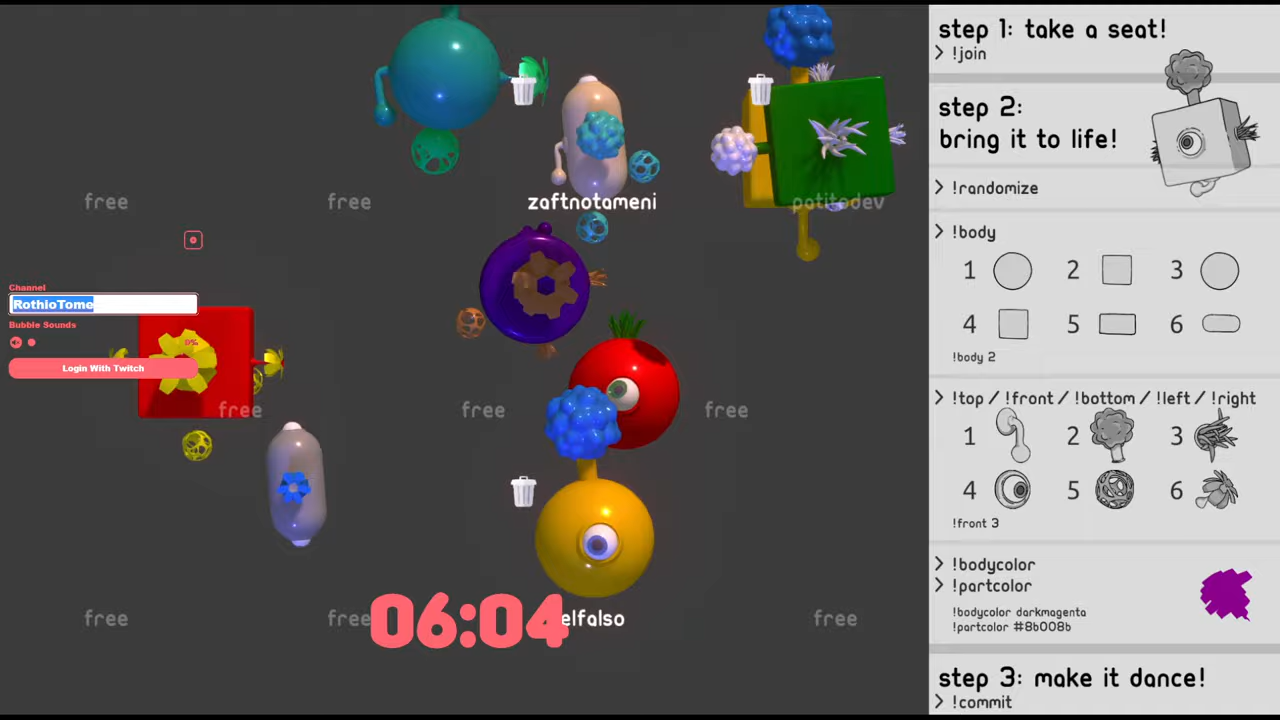 free
free
zaftnotameni
patitodev
Channel
RothioTome
Bubble Sounds
0%
Login With Twitch
free
free
free
free
free
06:04
elfalso
free
step 1: take a seat!
> !join
step 2:
bring it to life!
> !randomize
> !body
1 2 3
4 5 6
!body 2
> !top / !front / !bottom / !left / !right
1 2 3
4 5 6
!front 3
> !bodycolor
> !partcolor
!bodycolor darkmagenta
!partcolor #8b008b
step 3: make it dance!
> !commit